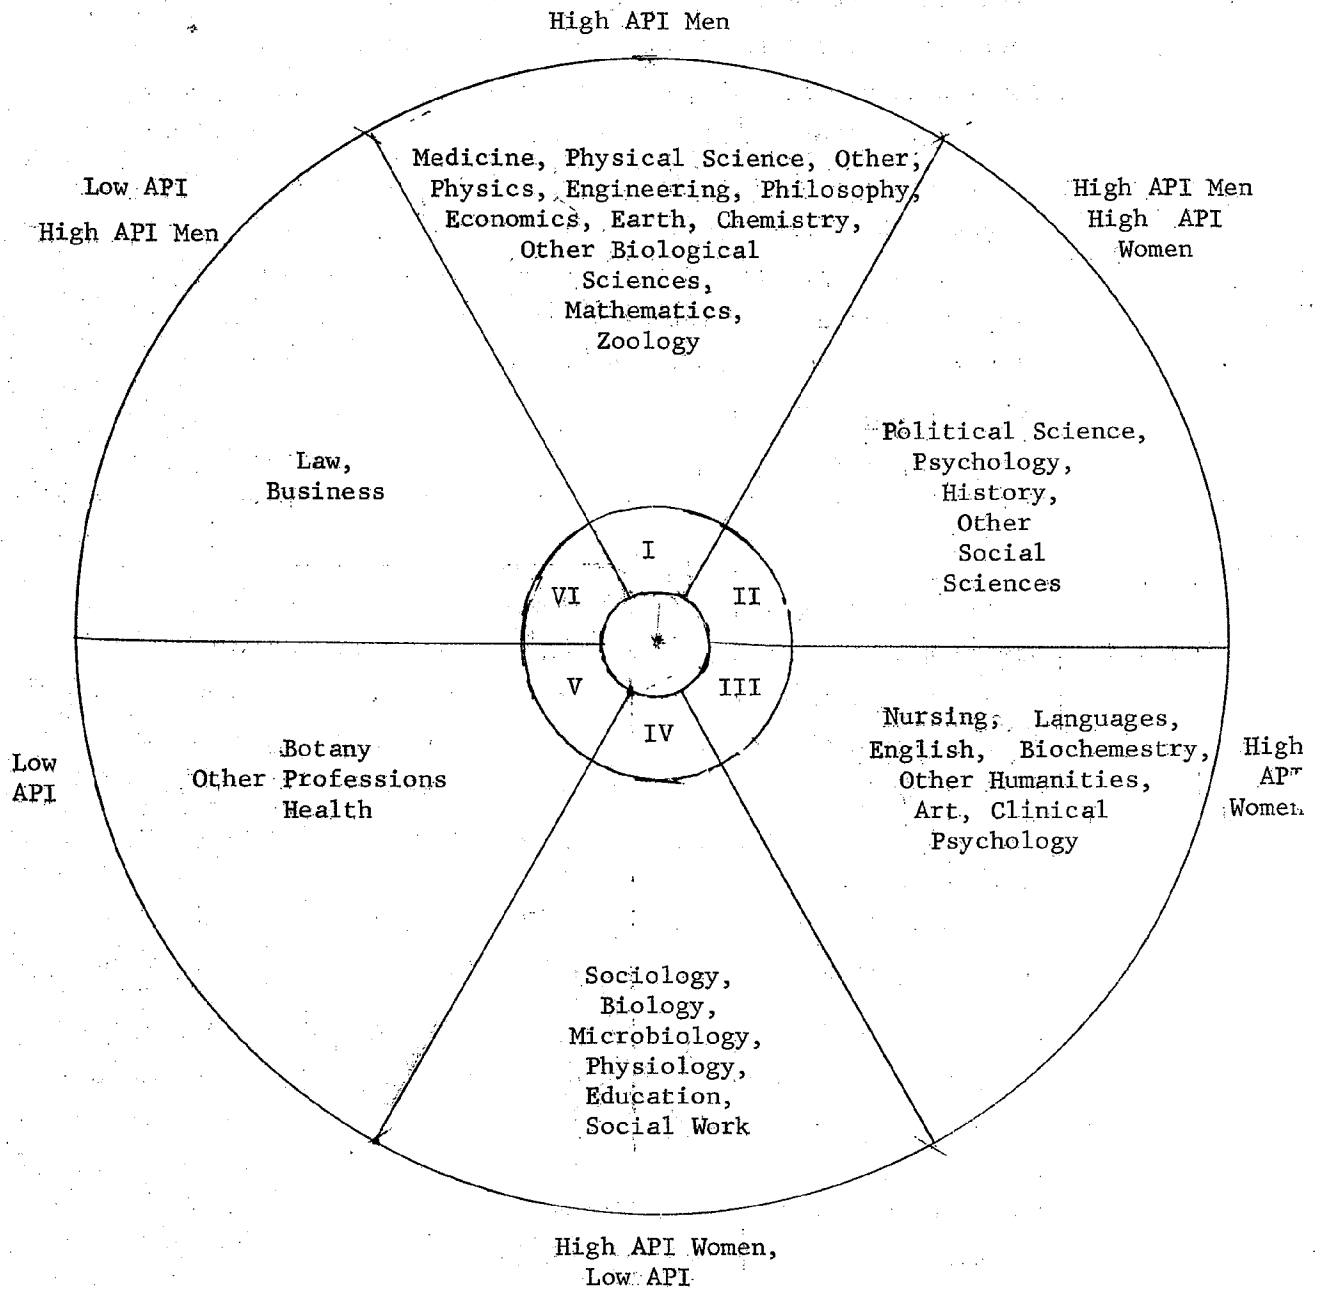 High API Men
Medicine, Physical Science, Other,
Physics, Engineering, Philosophy,
Economics, Earth, Chemistry,
Other Biological
Sciences,
Mathematics,
Zoology
High API Men
High API
Women
Political Science,
Psychology,
History,
Other
Social
Sciences
Low API
High API Men
Law,
Business
I
II
III
IV
V
VI
Nursing, Languages,
English, Biochemestry,
Other Humanities,
Art, Clinical
Psychology
High
Women
Low
API
Botany
Other Professions
Health
Sociology,
Biology,
Microbiology,
Physiology,
Education,
Social Work
High API Women,
Low API